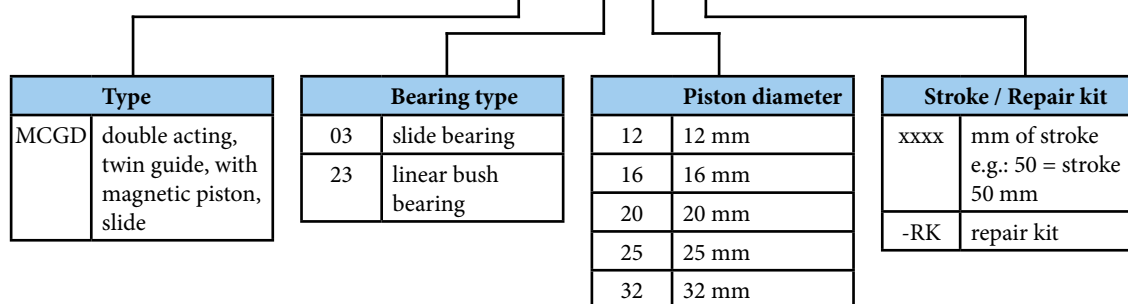 Type
MCGD double acting,
twin guide, with
magnetic piston,
slide
Bearing type
03 slide bearing
23 linear bush
bearing
Piston diameter
12 12 mm
16 16 mm
20 20 mm
25 25 mm
32 32 mm
Stroke / Repair kit
xxxx mm of stroke
e.g.: 50 = stroke
50 mm
-RK repair kit